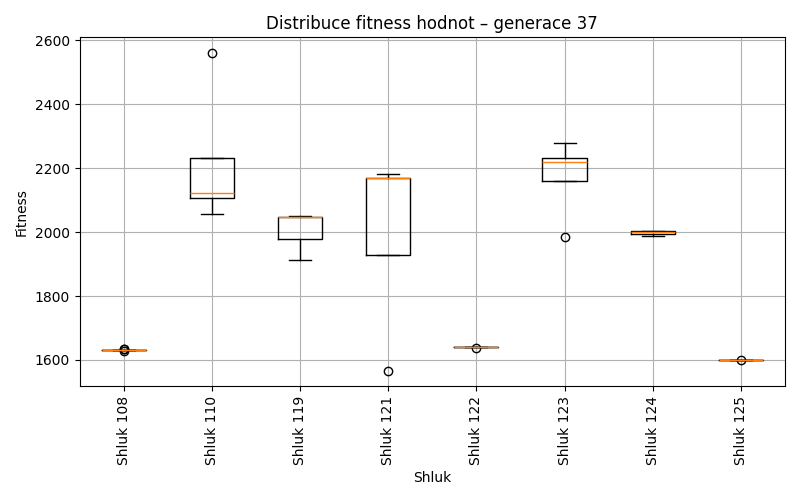 Distribuce fitness hodnot – generace 37
Fitness
2600
2400
2200
2000
1800
1600
Shluk 108
Shluk 110
Shluk 119
Shluk 121
Shluk 122
Shluk 123
Shluk 124
Shluk 125
Shluk